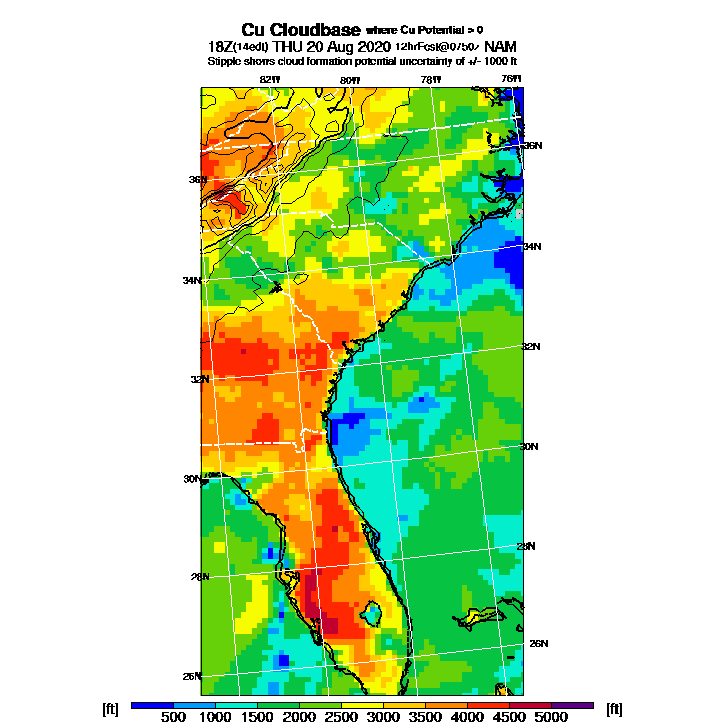 Cu Cloudbase where Cu Potential > 0
18Z(14edt) THU 20 Aug 2020 12hrFcst@0750z NAM
Stipple shows cloud formation potential uncertainty of +/- 1000 ft
82W 80W 78W 76W
36N 36N
34N 34N
32N 32N
30N 30N
28N 28N
26N 26N
[ft] [ft]
500 1000 1500 2000 2500 3000 3500 4000 4500 5000